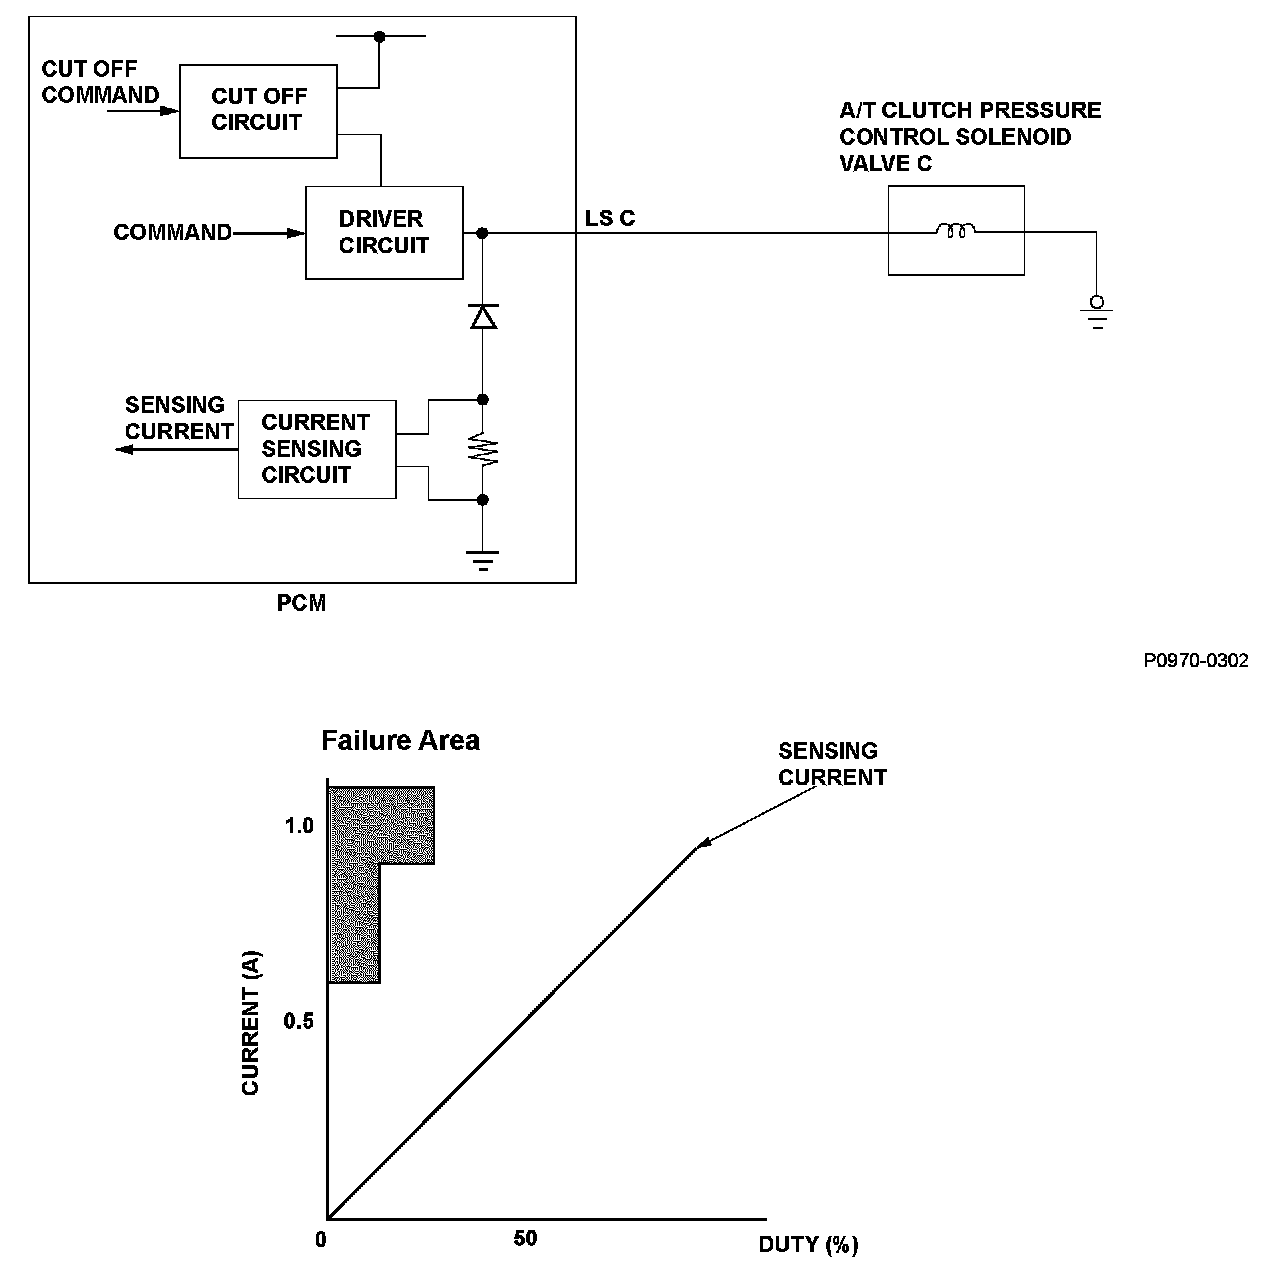 CUT OFF
COMMAND
CUT OFF
CIRCUIT
A/T CLUTCH PRESSURE
CONTROL SOLENOID
VALVE C
COMMAND
DRIVER
CIRCUIT
LS C
SENSING
CURRENT
CURRENT
SENSING
CIRCUIT
PCM
P0970-0302
Failure Area
SENSING
CURRENT
1.0
CURRENT (A)
0.5
0
50
DUTY (%)